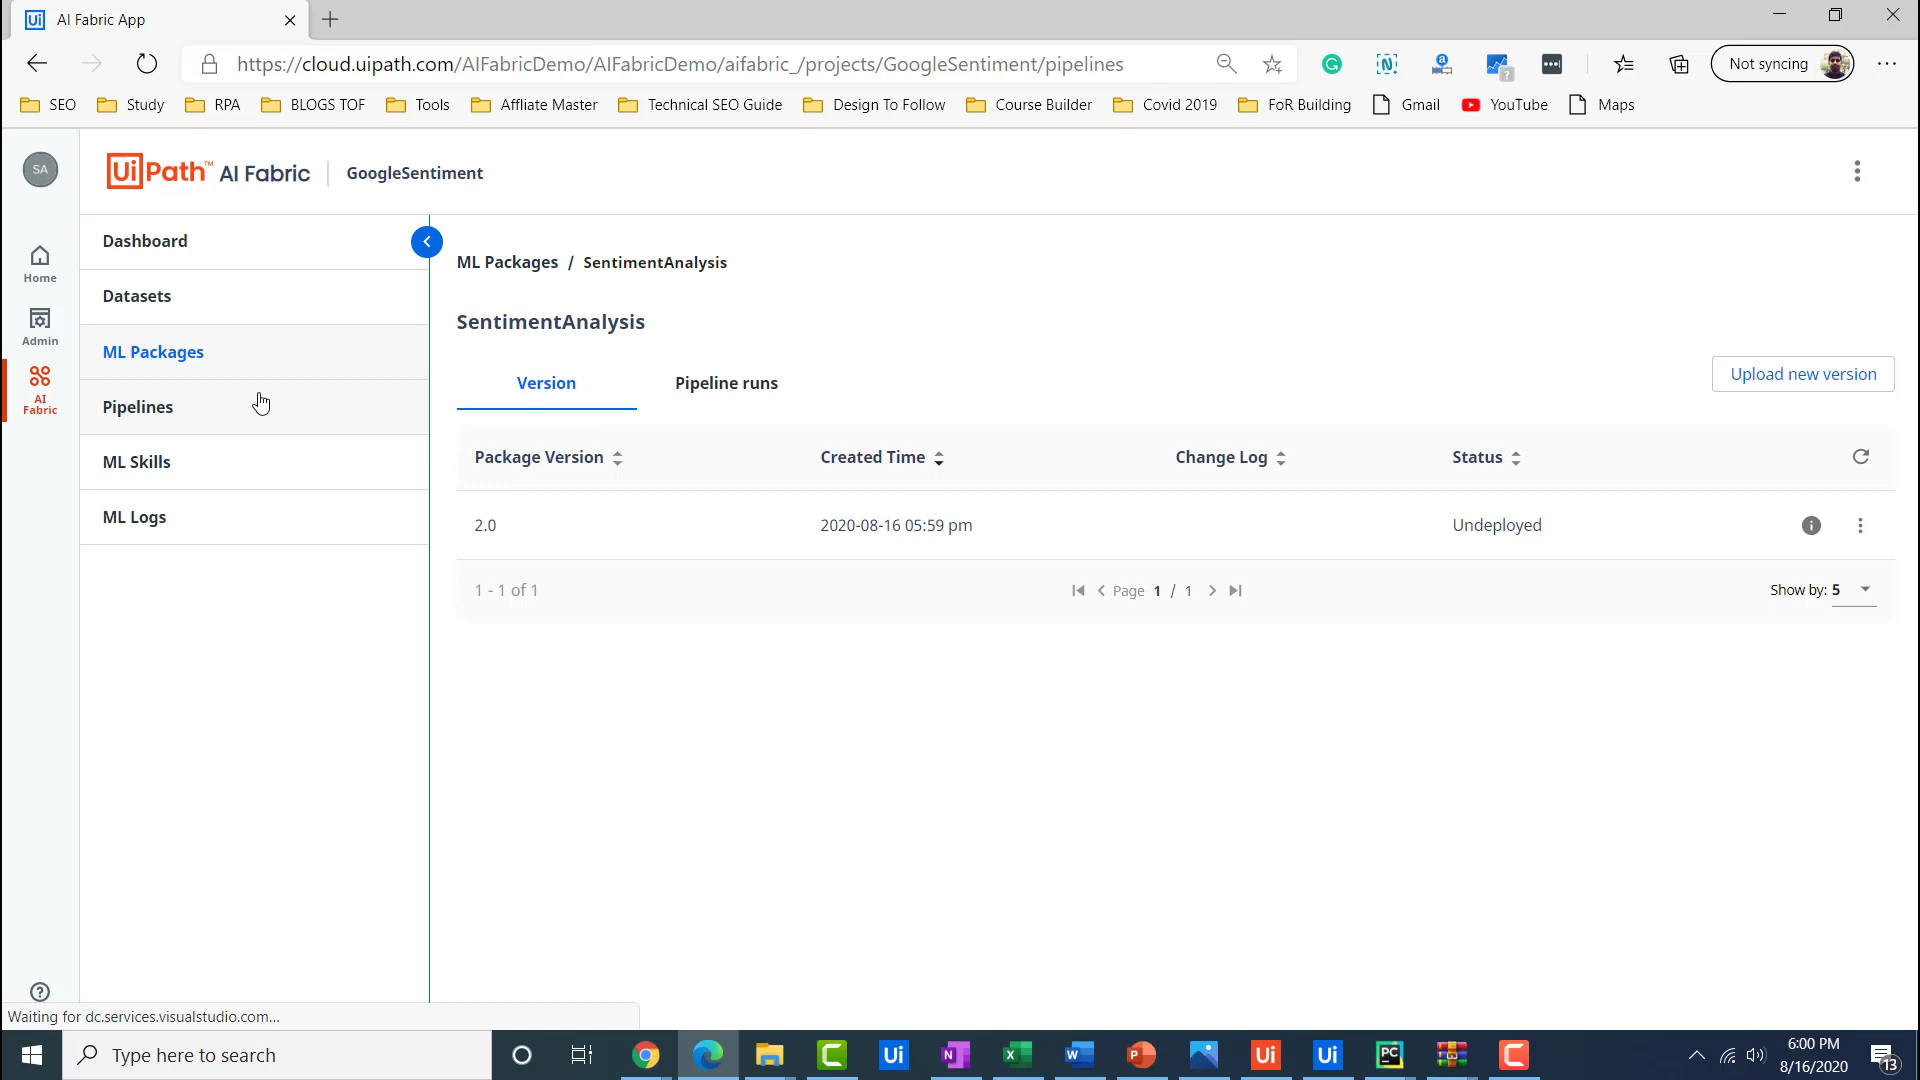 AI Fabric App
https://cloud.uipath.com/AIFabricDemo/AIFabricDemo/aifabric_/projects/GoogleSentiment/pipelines
Not syncing
SEO Study RPA BLOGS TOF Tools Affliate Master Technical SEO Guide Design To Follow Course Builder Covid 2019 FoR Building Gmail YouTube Maps
SA
UiPath™ AI Fabric GoogleSentiment
Home
Admin
AI
Fabric
Dashboard
Datasets
ML Packages
Pipelines
ML Skills
ML Logs
ML Packages / SentimentAnalysis
SentimentAnalysis
Version Pipeline runs Upload new version
Package Version Created Time Change Log Status
2.0 2020-08-16 05:59 pm Undeployed
1 - 1 of 1 Page 1 / 1 Show by: 5
Waiting for dc.services.visualstudio.com...
Type here to search
6:00 PM
8/16/2020
13